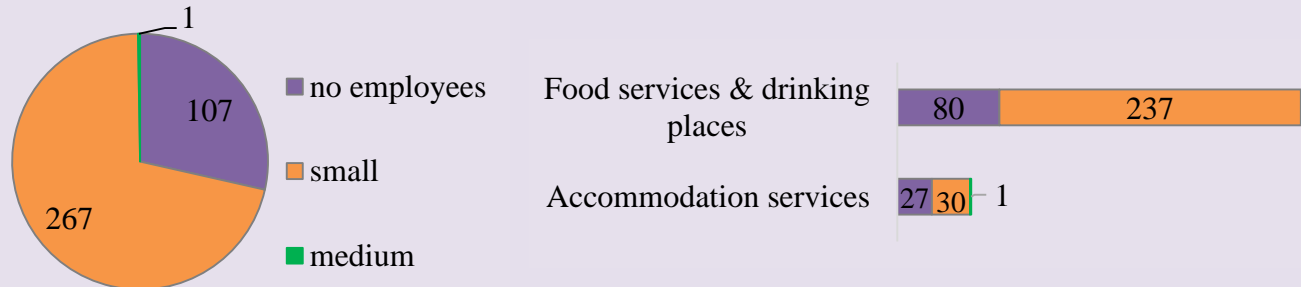 1
107
267
no employees
small
medium
Food services & drinking
places
80 237
Accommodation services
27 30 1